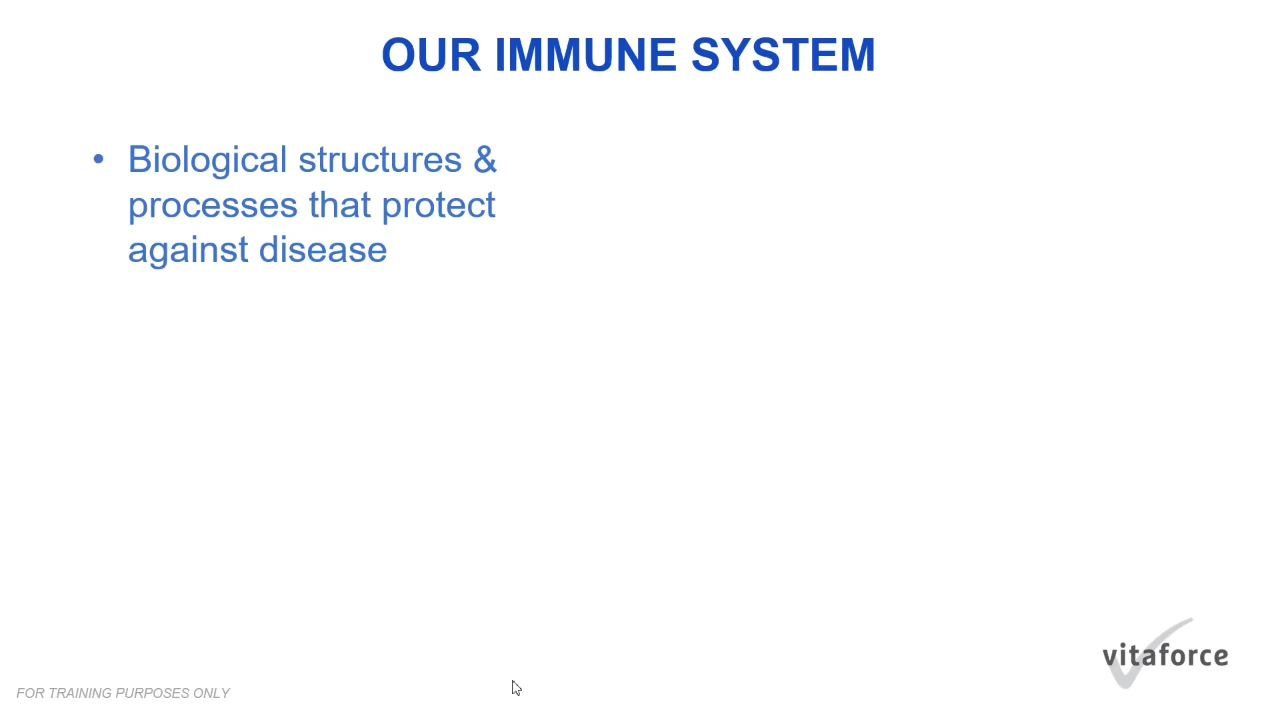 OUR IMMUNE SYSTEM
• Biological structures &
processes that protect
against disease
vitaforce
FOR TRAINING PURPOSES ONLY